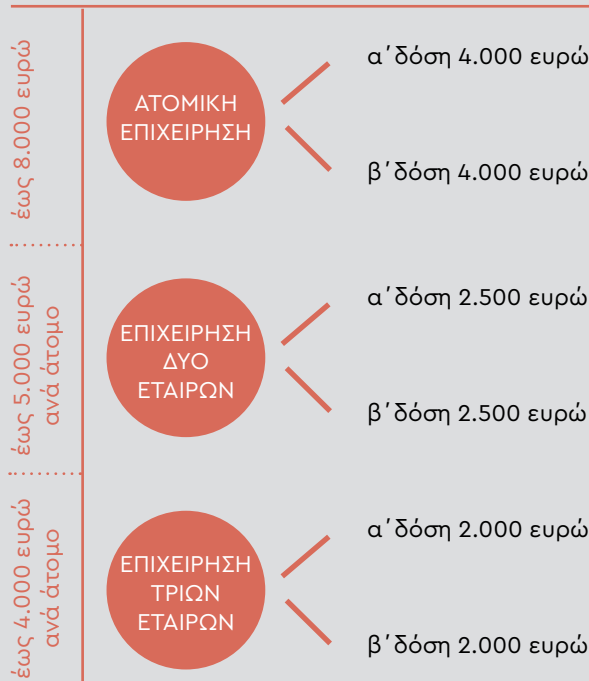 έως 8.000 ευρώ
ΑΤΟΜΙΚΗ
ΕΠΙΧΕΙΡΗΣΗ
α΄δόση 4.000 ευρώ
β΄δόση 4.000 ευρώ
έως 5.000 ευρώ
ανά άτομο
ΕΠΙΧΕΙΡΗΣΗ
ΔΥΟ
ΕΤΑΙΡΩΝ
α΄δόση 2.500 ευρώ
β΄δόση 2.500 ευρώ
έως 4.000 ευρώ
ανά άτομο
ΕΠΙΧΕΙΡΗΣΗ
ΤΡΙΩΝ
ΕΤΑΙΡΩΝ
α΄δόση 2.000 ευρώ
β΄δόση 2.000 ευρώ